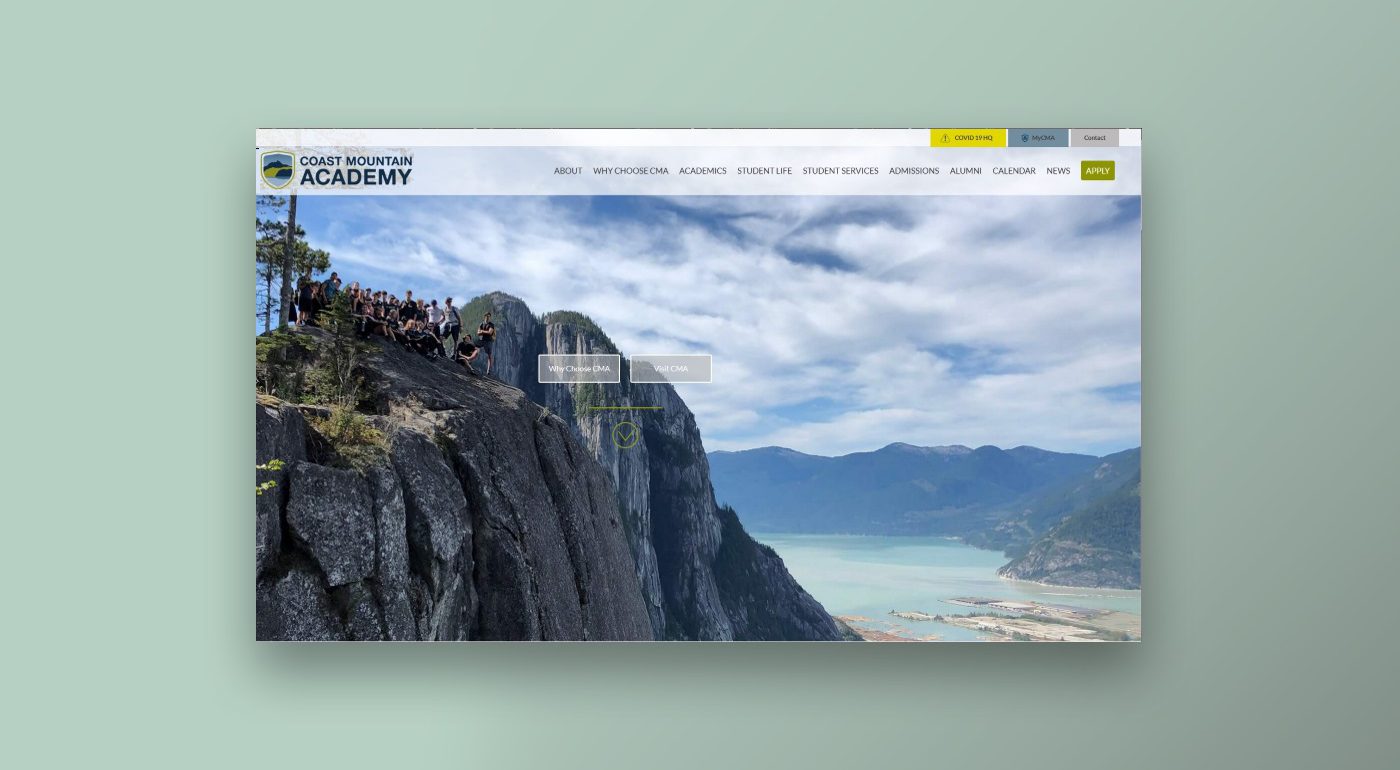 COVID 19 HQ
MyCMA
Contact
COAST MOUNTAIN
ACADEMY
ABOUT
WHY CHOOSE CMA
ACADEMICS
STUDENT LIFE
STUDENT SERVICES
ADMISSIONS
ALUMNI
CALENDAR
NEWS
APPLY
Why Choose CMA
Visit CMA